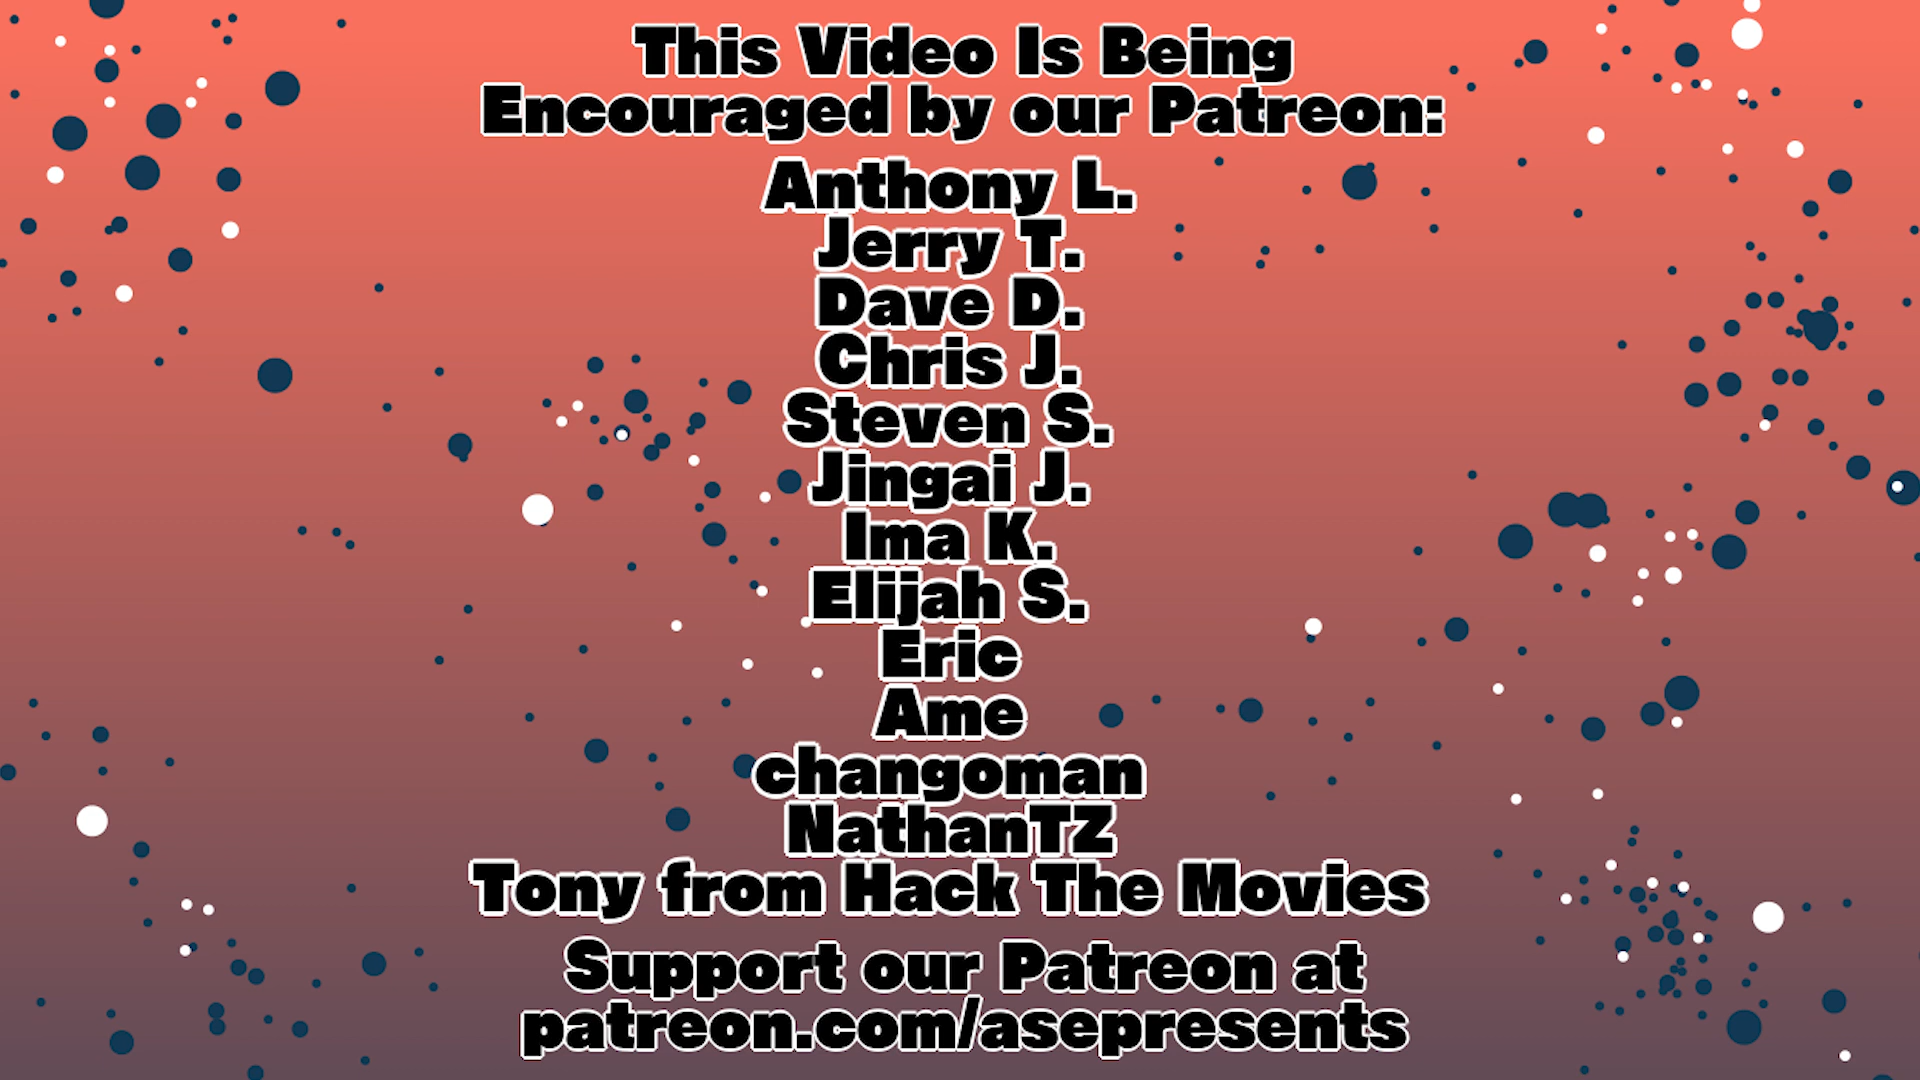 This Video Is Being
Encouraged by our Patreon:
Anthony L.
Jerry T.
Dave D.
Chris J.
Steven S.
Jingai J.
Ima K.
Elijah S.
Eric
Ame
changoman
NathanTZ
Tony from Hack The Movies
Support our Patreon at
patreon.com/asepresents